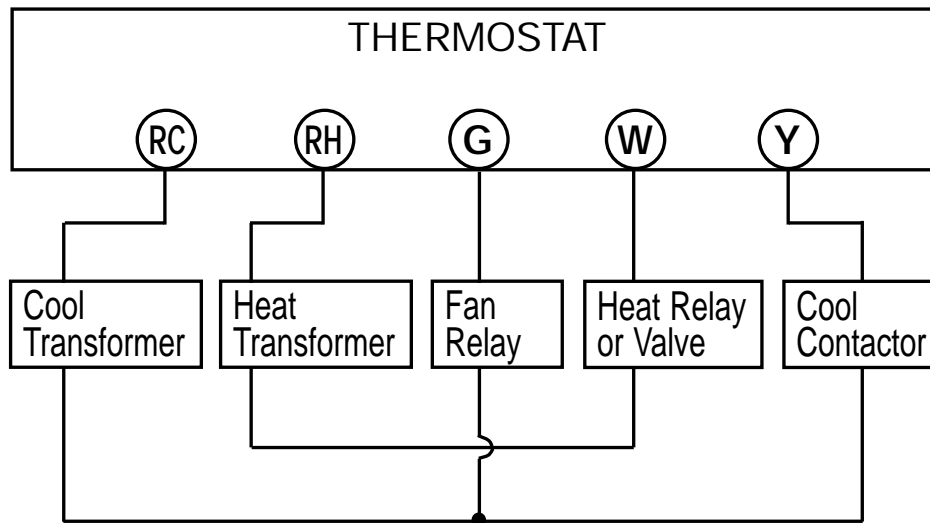 THERMOSTAT
RC RH G W Y
Cool
Transformer
Heat
Transformer
Fan
Relay
Heat Relay
or Valve
Cool
Contactor